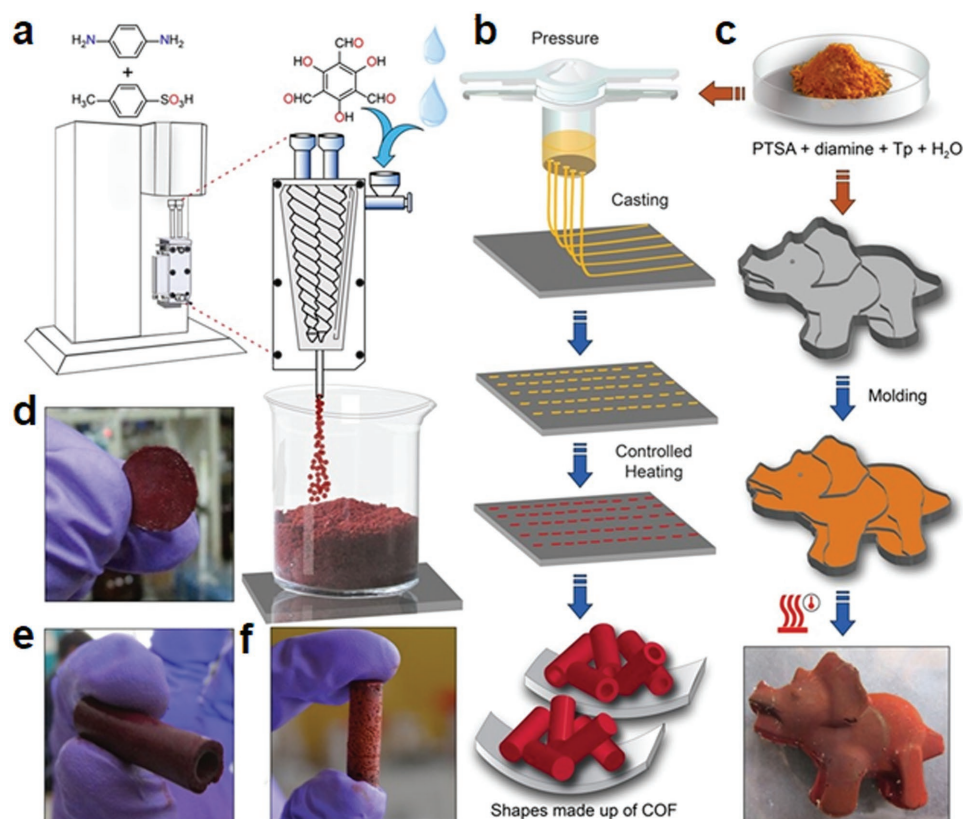 a
H₂N
NH₂
+
H₃C
SO₃H
CHO
OH
OH
CHO
CHO
OH
b
Pressure
Casting
Controlled
Heating
Shapes made up of COF
c
PTSA + diamine + Tp + H₂O
Molding
d
e
f